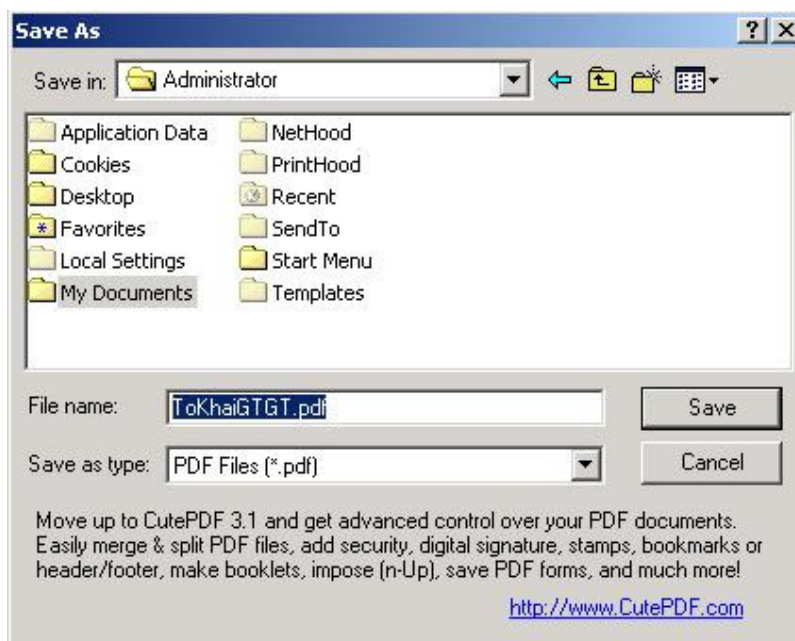 Save As
Save in: Administrator
Application Data NetHood
Cookies PrintHood
Desktop Recent
Favorites SendTo
Local Settings Start Menu
My Documents Templates
File name: ToKhaiGTGT.pdf Save
Save as type: PDF Files (*.pdf) Cancel
Move up to CutePDF 3.1 and get advanced control over your PDF documents.
Easily merge & split PDF files, add security, digital signature, stamps, bookmarks or
header/footer, make booklets, impose (n-Up), save PDF forms, and much more!
http://www.CutePDF.com